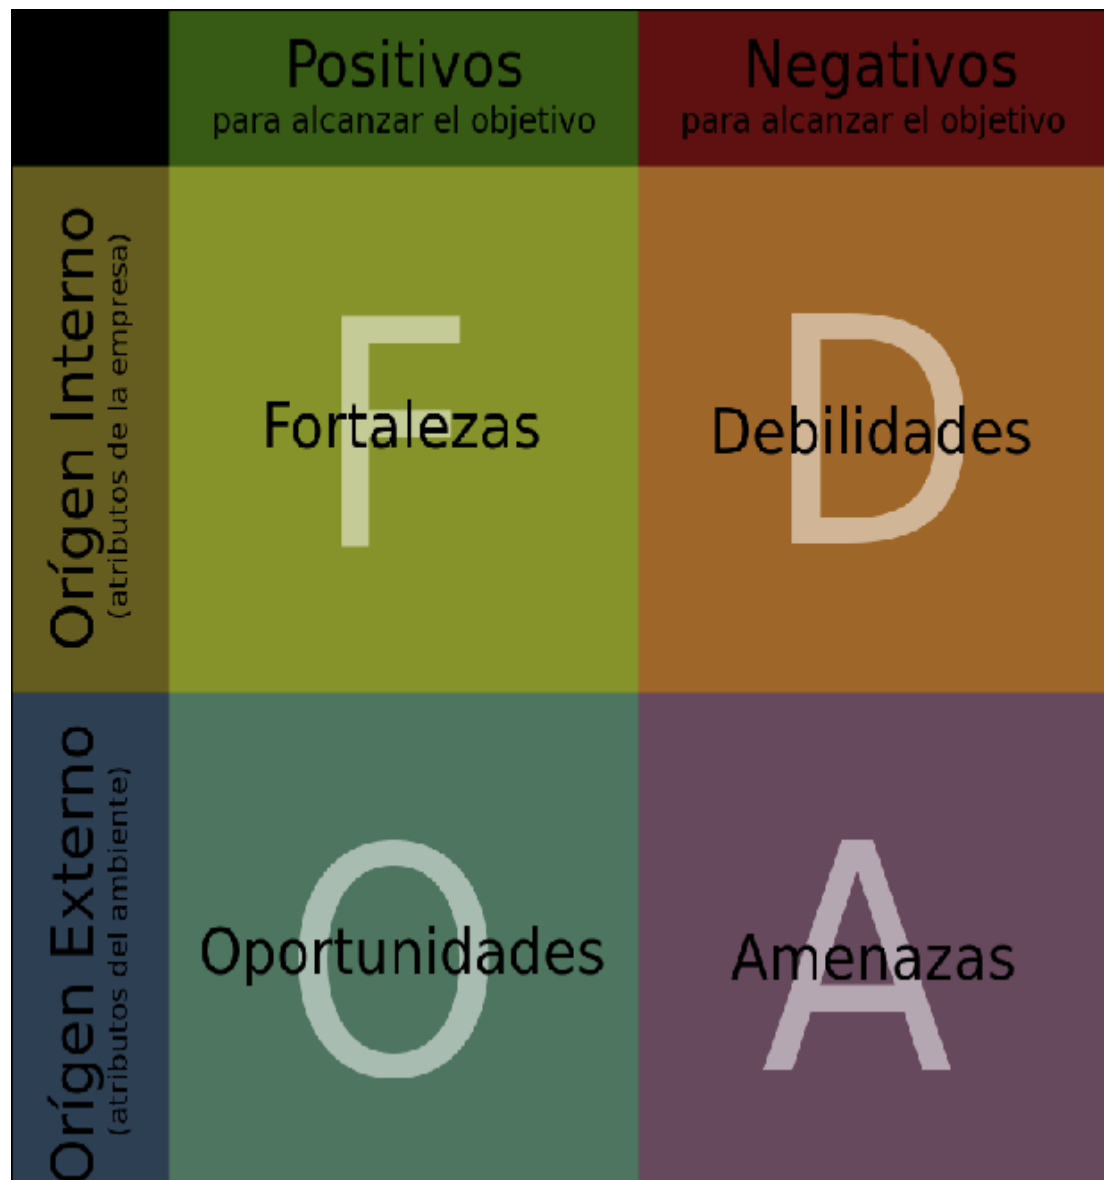 Positivos
para alcanzar el objetivo
Negativos
para alcanzar el objetivo
Orígen Interno
(atributos de la empresa)
F
Fortalezas
D
Debilidades
Orígen Externo
(atributos del ambiente)
O
Oportunidades
A
Amenazas